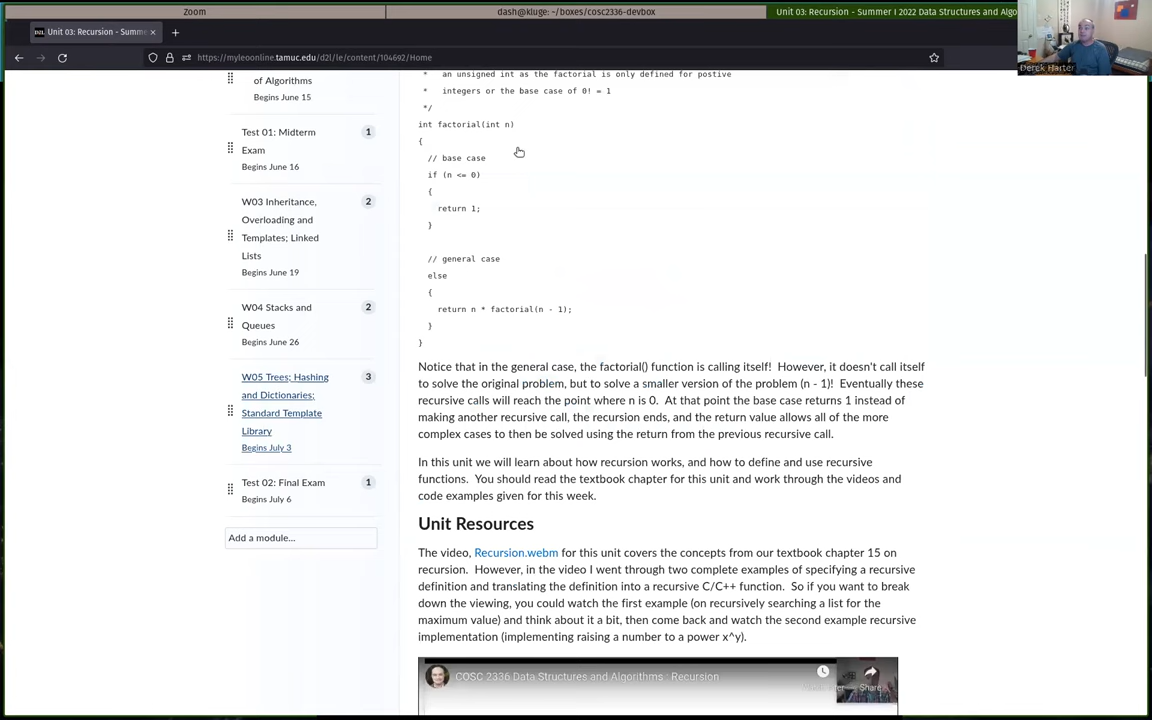 Zoom
dash@kluge: ~/boxes/cosc2336-devbox
Unit 03: Recursion - Summer I 2022 Data Structures and Algo
Unit 03: Recursion - Summe
https://myleoonline.tamuc.edu/d2l/le/content/104692/Home
Derek Harter
of Algorithms
Begins June 15
Test 01: Midterm
Exam
1
Begins June 16
W03 Inheritance,
Overloading and
Templates; Linked
Lists
2
Begins June 19
W04 Stacks and
Queues
2
Begins June 26
W05 Trees; Hashing
and Dictionaries;
Standard Template
Library
3
Begins July 3
Test 02: Final Exam
1
Begins July 6
Add a module...
* an unsigned int as the factorial is only defined for postive
* integers or the base case of 0! = 1
*/
int factorial(int n)
{
// base case
if (n <= 0)
{
return 1;
}
// general case
else
{
return n * factorial(n - 1);
}
}
Notice that in the general case, the factorial() function is calling itself! However, it doesn't call itself
to solve the original problem, but to solve a smaller version of the problem (n - 1)! Eventually these
recursive calls will reach the point where n is 0. At that point the base case returns 1 instead of
making another recursive call, the recursion ends, and the return value allows all of the more
complex cases to then be solved using the return from the previous recursive call.
In this unit we will learn about how recursion works, and how to define and use recursive
functions. You should read the textbook chapter for this unit and work through the videos and
code examples given for this week.
Unit Resources
The video, Recursion.webm for this unit covers the concepts from our textbook chapter 15 on
recursion. However, in the video I went through two complete examples of specifying a recursive
definition and translating the definition into a recursive C/C++ function. So if you want to break
down the viewing, you could watch the first example (on recursively searching a list for the
maximum value) and think about it a bit, then come back and watch the second example recursive
implementation (implementing raising a number to a power x^y).
COSC 2336 Data Structures and Algorithms : Recursion
Share